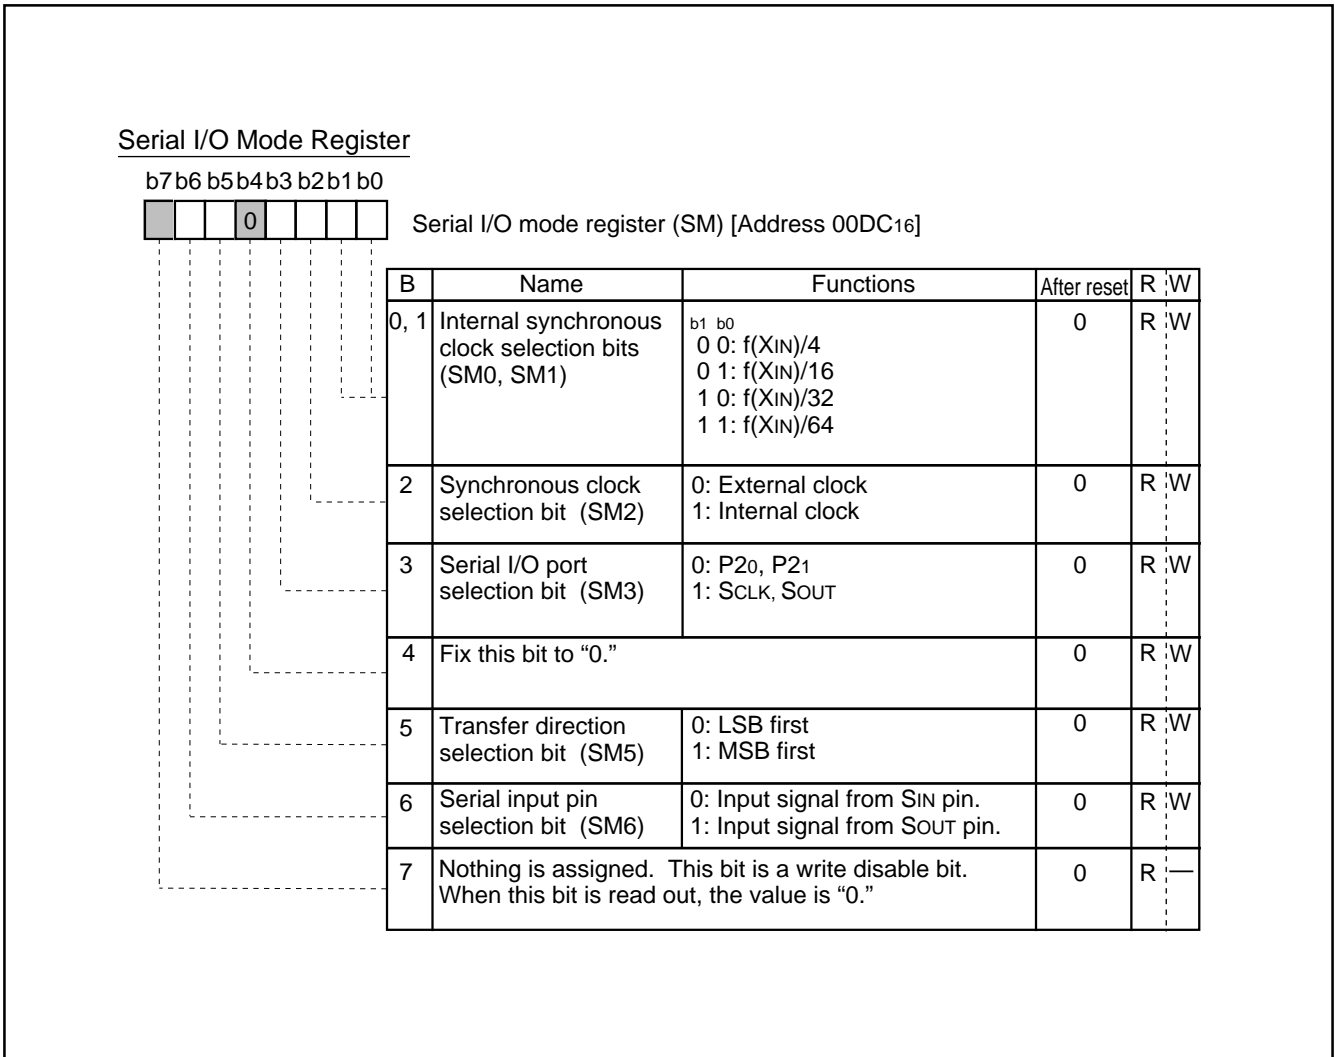 Serial I/O Mode Register
b7 b6 b5 b4 b3 b2 b1 b0
0
Serial I/O mode register (SM) [Address 00DC16]
B Name Functions After reset R W
0, 1 Internal synchronous clock selection bits (SM0, SM1)
b1 b0
0 0: f(XIN)/4
0 1: f(XIN)/16
1 0: f(XIN)/32
1 1: f(XIN)/64
0 R W
2 Synchronous clock selection bit (SM2)
0: External clock
1: Internal clock
0 R W
3 Serial I/O port selection bit (SM3)
0: P20, P21
1: SCLK, SOUT
0 R W
4 Fix this bit to “0.” 0 R W
5 Transfer direction selection bit (SM5)
0: LSB first
1: MSB first
0 R W
6 Serial input pin selection bit (SM6)
0: Input signal from SIN pin.
1: Input signal from SOUT pin.
0 R W
7 Nothing is assigned. This bit is a write disable bit.
When this bit is read out, the value is “0.”
0 R —